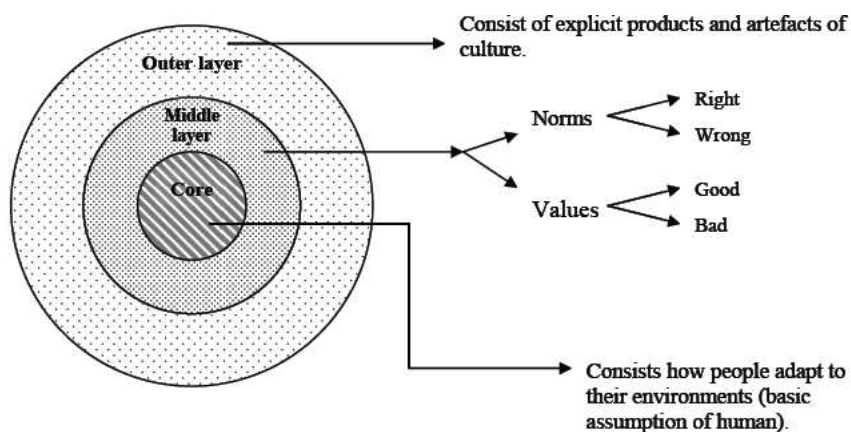 Consist of explicit products and artefacts of
culture.
Outer layer
Middle
layer
Core
Norms
Right
Wrong
Values
Good
Bad
Consists how people adapt to
their environments (basic
assumption of human).